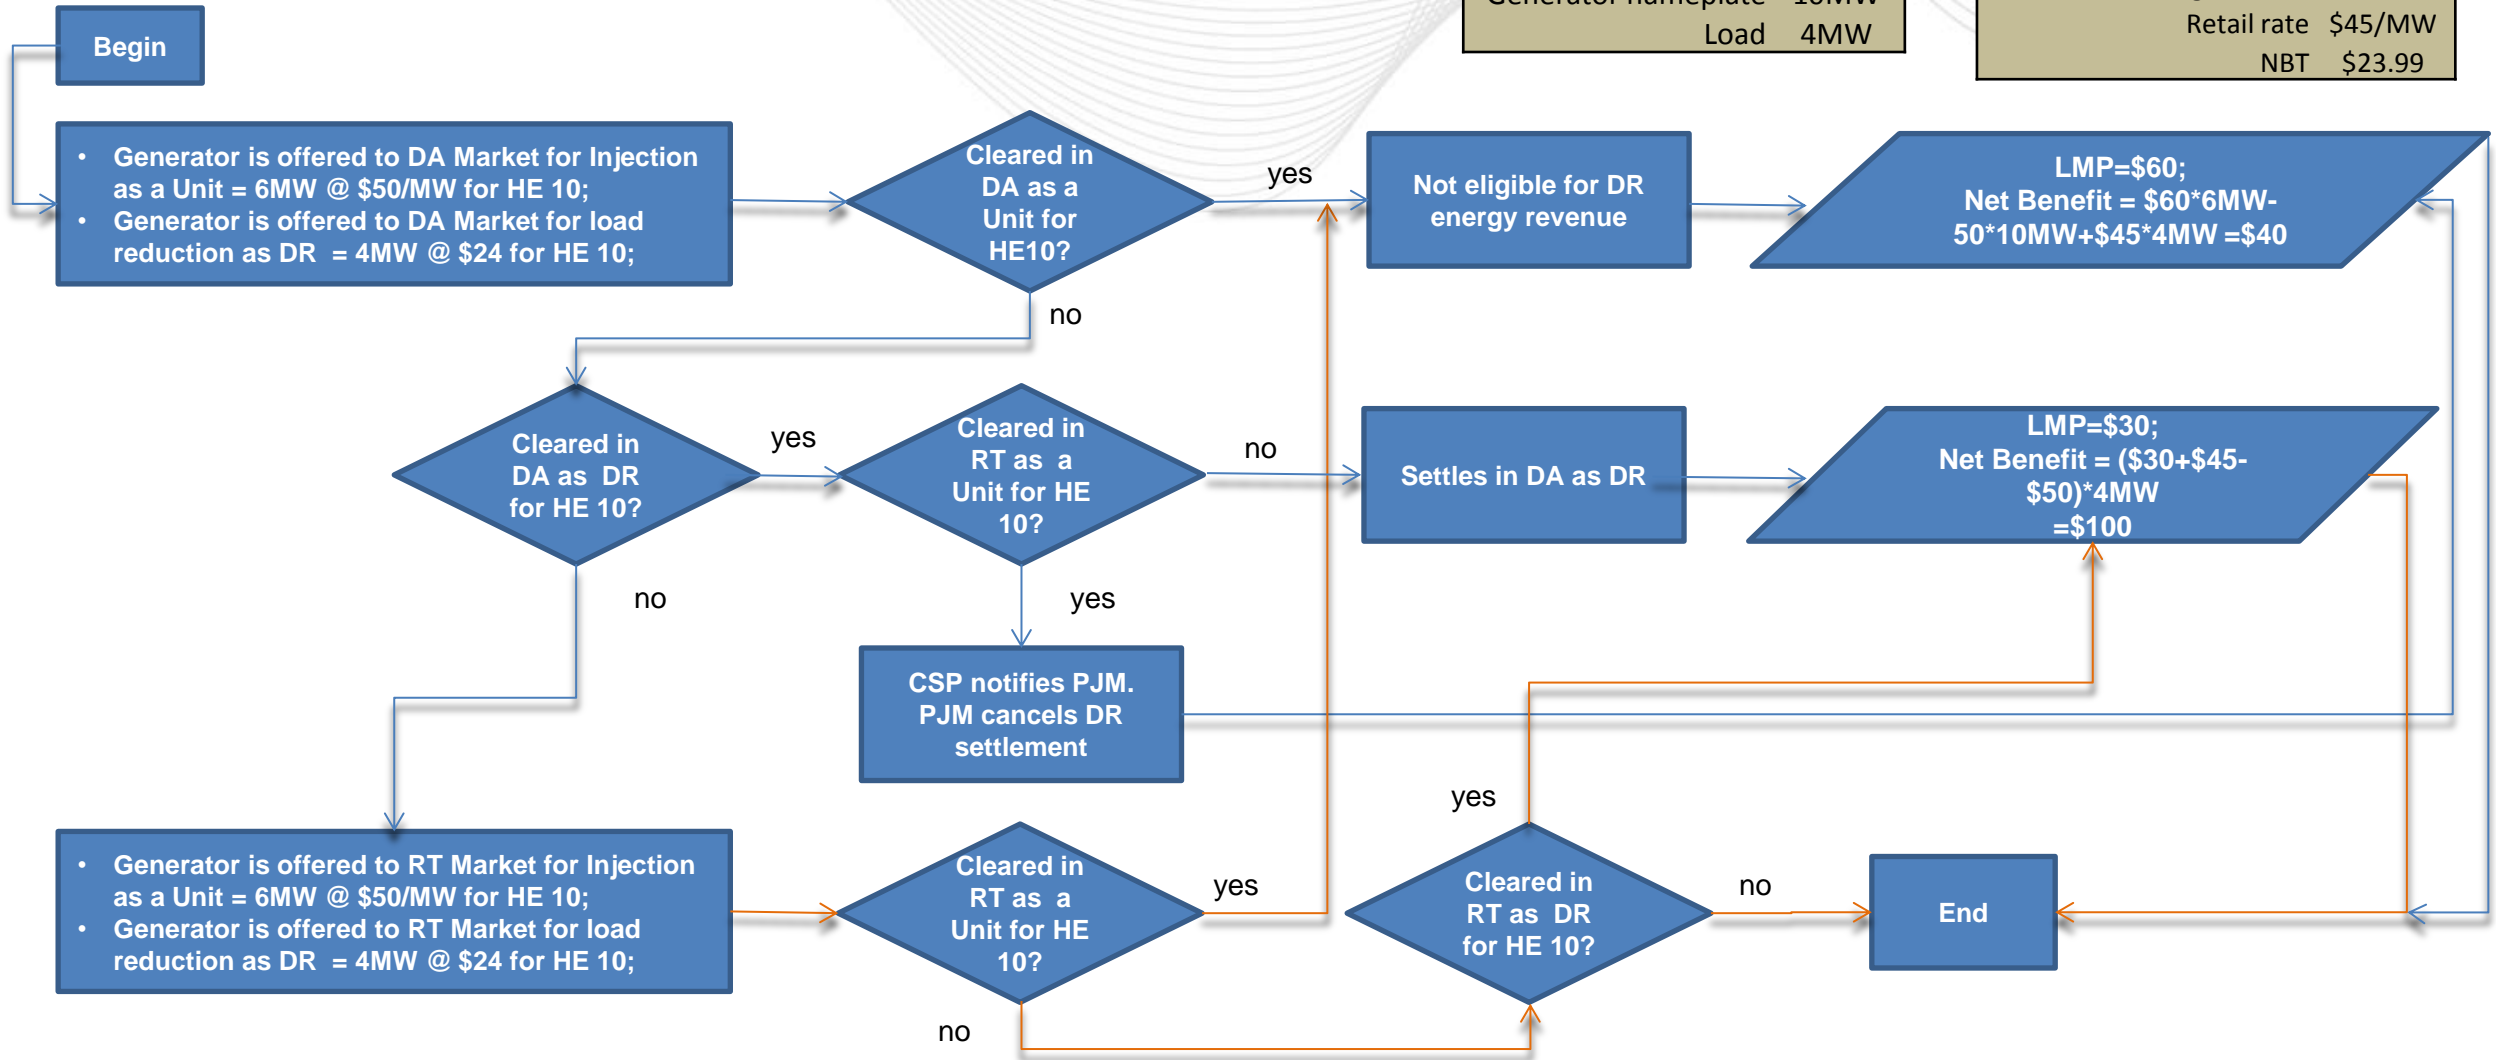 Load 4MW
Retail rate $45/MW
NBT $23.99
Begin
• Generator is offered to DA Market for Injection
as a Unit = 6MW @ $50/MW for HE 10;
• Generator is offered to DA Market for load
reduction as DR = 4MW @ $24 for HE 10;
Cleared in
DA as a
Unit for
HE10?
yes
Not eligible for DR
energy revenue
LMP=$60;
Net Benefit = $60*6MW-
50*10MW+$45*4MW =$40
no
Cleared in
DA as DR
for HE 10?
yes
Cleared in
RT as a
Unit for HE
10?
no
Settles in DA as DR
LMP=$30;
Net Benefit = ($30+$45-
$50)*4MW
=$100
no
yes
CSP notifies PJM.
PJM cancels DR
settlement
yes
• Generator is offered to RT Market for Injection
as a Unit = 6MW @ $50/MW for HE 10;
• Generator is offered to RT Market for load
reduction as DR = 4MW @ $24 for HE 10;
Cleared in
RT as a
Unit for HE
10?
yes
Cleared in
RT as DR
for HE 10?
no
End
no